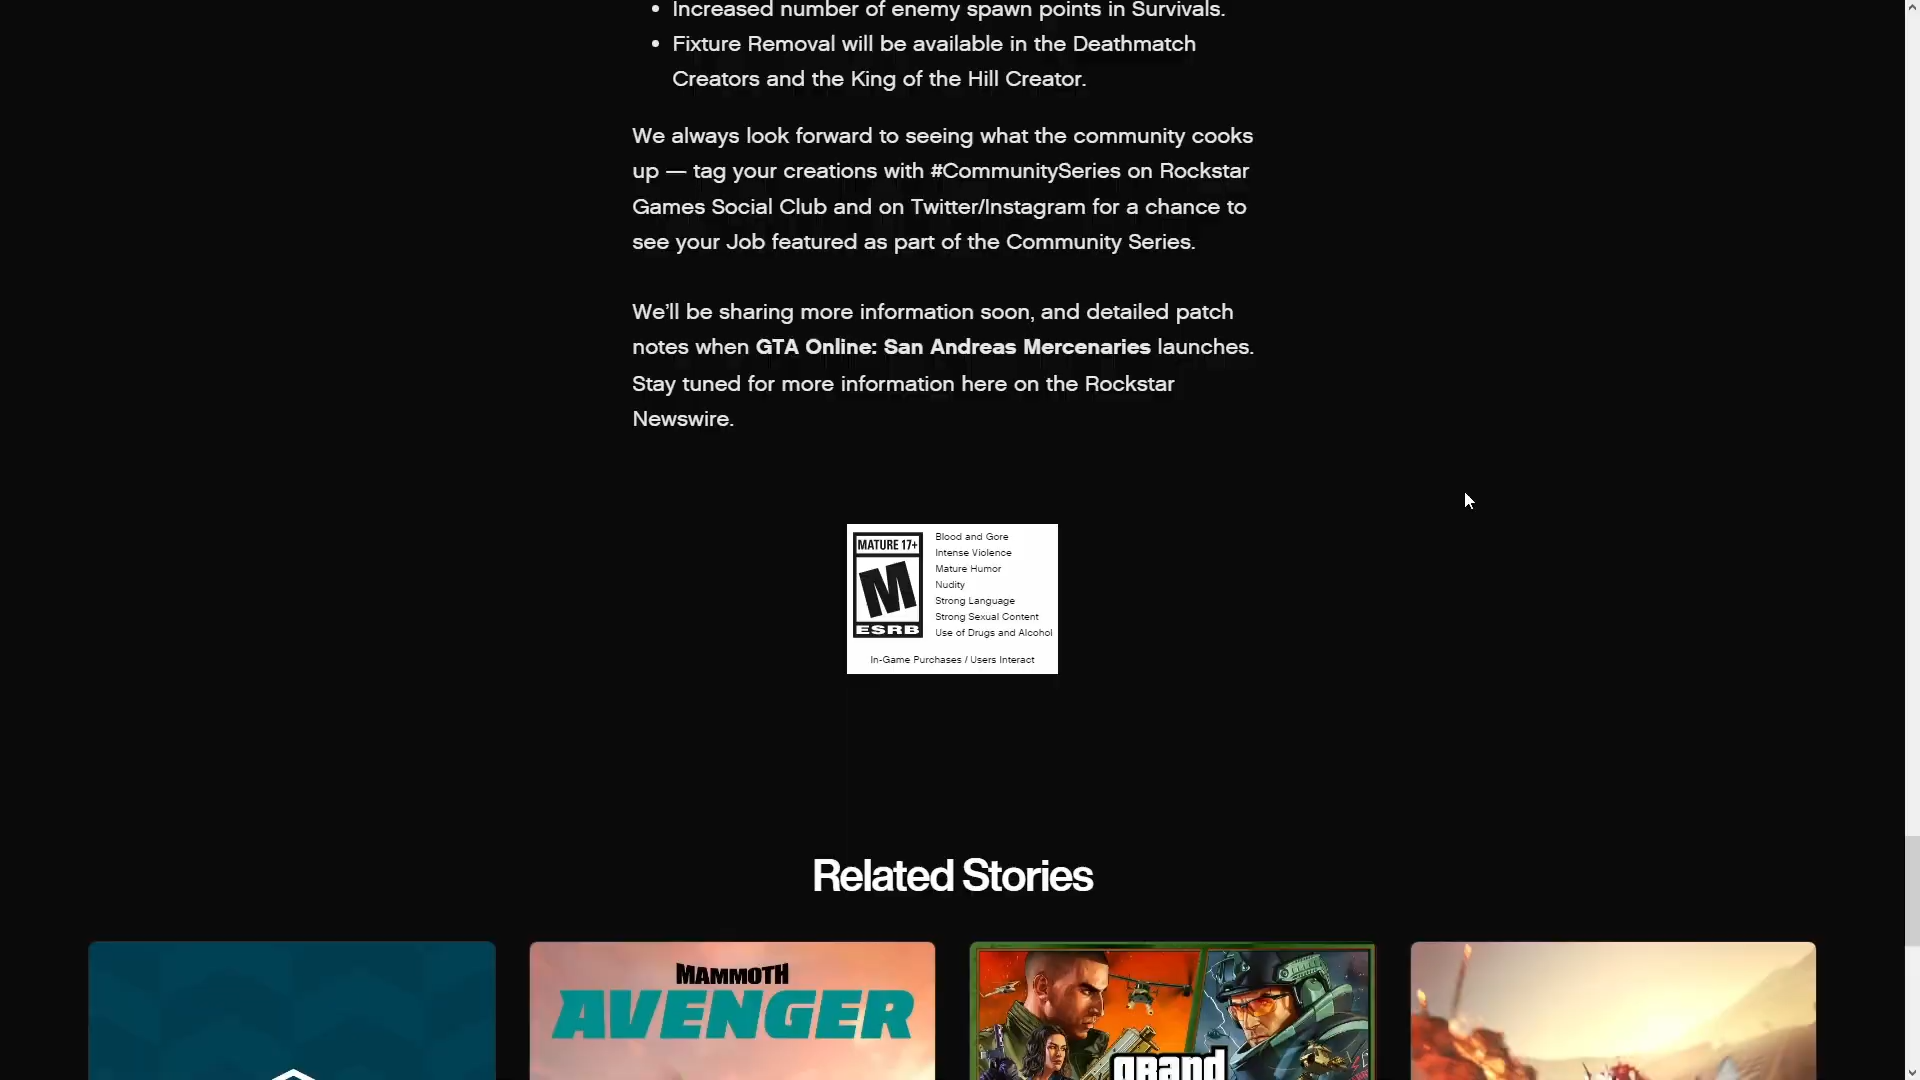 • Increased number of enemy spawn points in Survivals.
• Fixture Removal will be available in the Deathmatch
Creators and the King of the Hill Creator.
We always look forward to seeing what the community cooks
up — tag your creations with #CommunitySeries on Rockstar
Games Social Club and on Twitter/Instagram for a chance to
see your Job featured as part of the Community Series.
We’ll be sharing more information soon, and detailed patch
notes when GTA Online: San Andreas Mercenaries launches.
Stay tuned for more information here on the Rockstar
Newswire.
MATURE 17+
M
ESRB
Blood and Gore
Intense Violence
Mature Humor
Nudity
Strong Language
Strong Sexual Content
Use of Drugs and Alcohol
In-Game Purchases / Users Interact
Related Stories
MAMMOTH
AVENGER
grand